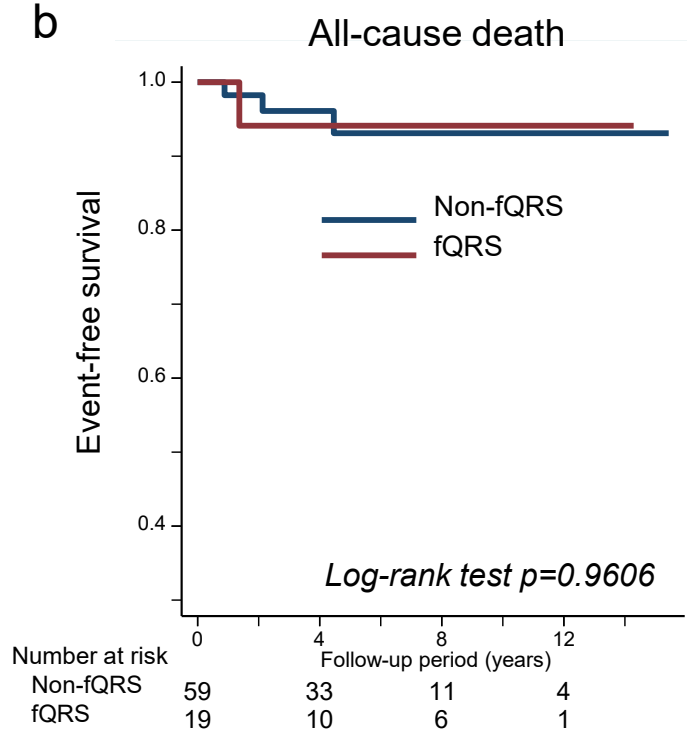 b
All-cause death
1.0
0.8
0.6
0.4
Event-free survival
Non-fQRS
fQRS
Log-rank test p=0.9606
0 4 8 12
Follow-up period (years)
Number at risk
Non-fQRS 59 33 11 4
fQRS 19 10 6 1